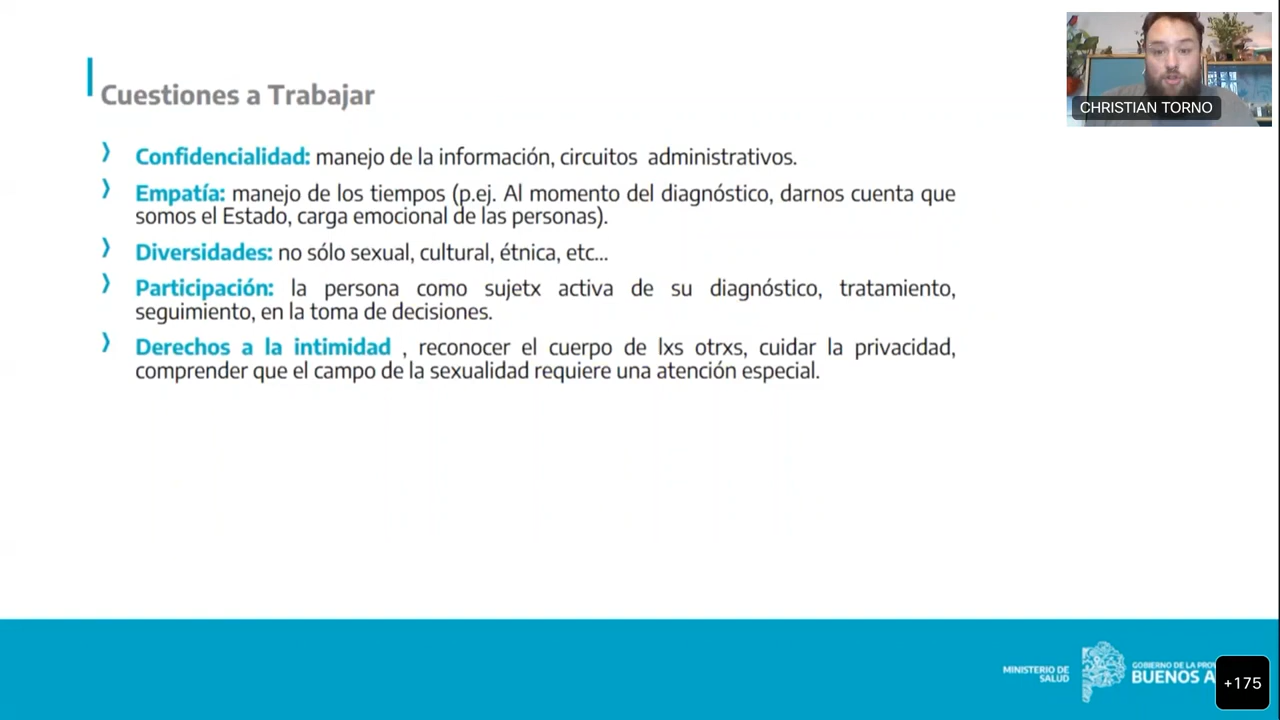 CHRISTIAN TORNO
Cuestiones a Trabajar
Confidencialidad: manejo de la información, circuitos administrativos.
Empatía: manejo de los tiempos (p.ej. Al momento del diagnóstico, darnos cuenta que
somos el Estado, carga emocional de las personas).
Diversidades: no sólo sexual, cultural, étnica, etc...
Participación: la persona como sujetx activa de su diagnóstico, tratamiento,
seguimiento, en la toma de decisiones.
Derechos a la intimidad , reconocer el cuerpo de lxs otrxs, cuidar la privacidad,
comprender que el campo de la sexualidad requiere una atención especial.
MINISTERIO DE
SALUD
GOBIERNO DE LA
BUENOS
+175